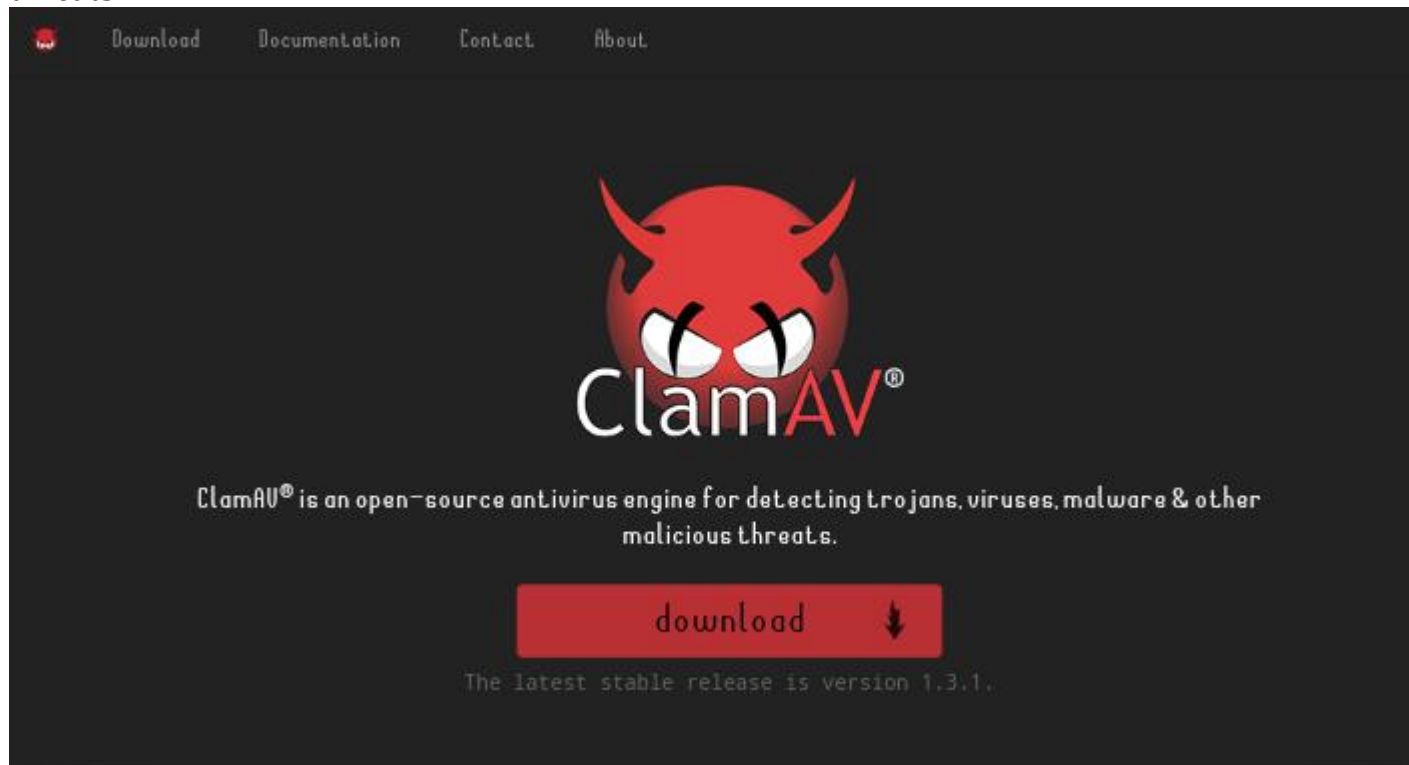 Download Documentation Contact About
ClamAV®
ClamAV® is an open-source antivirus engine for detecting trojans, viruses, malware & other
malicious threats.
download
The latest stable release is version 1.3.1.